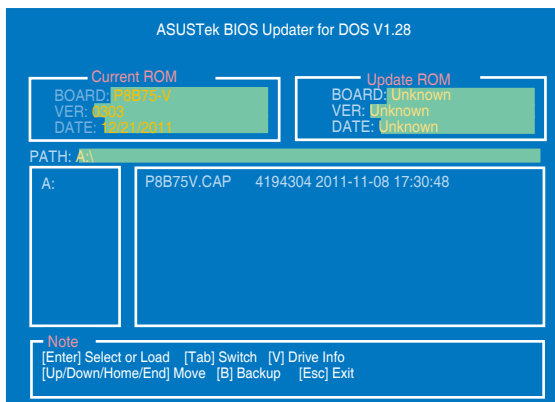 ASUSTek BIOS Updater for DOS V1.28
Current ROM
BOARD: P8B75-V
VER: 0303
DATE: 12/21/2011
Update ROM
BOARD: Unknown
VER: Unknown
DATE: Unknown
PATH: A:\
A:
P8B75V.CAP 4194304 2011-11-08 17:30:48
Note
[Enter] Select or Load [Tab] Switch [V] Drive Info
[Up/Down/Home/End] Move [B] Backup [Esc] Exit